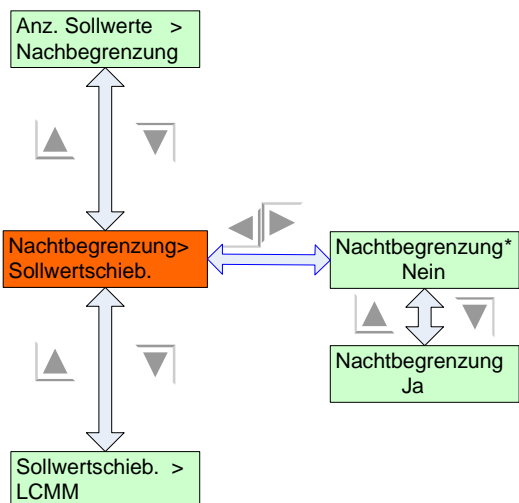 Anz. Sollwerte >
Nachbegrenzung
Nachtbegrenzung>
Sollwertschieb.
Nachtbegrenzung*
Nein
Nachtbegrenzung
Ja
Sollwertschieb. >
LCMM